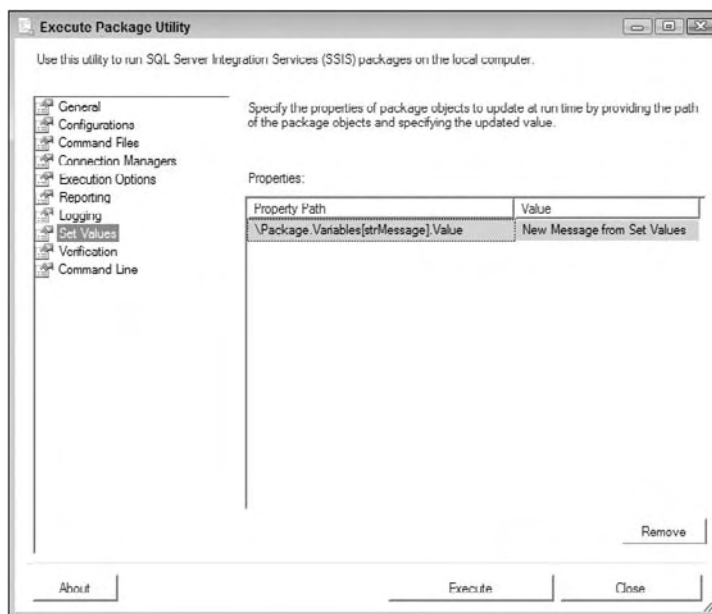 Execute Package Utility
Use this utility to run SQL Server Integration Services (SSIS) packages on the local computer.
General
Configurations
Command Files
Connection Managers
Execution Options
Reporting
Logging
Set Values
Verification
Command Line
Specify the properties of package objects to update at run time by providing the path
of the package objects and specifying the updated value.
Properties:
Property Path Value
\Package.Variables[strMessage].Value New Message from Set Values
Remove
About Execute Close